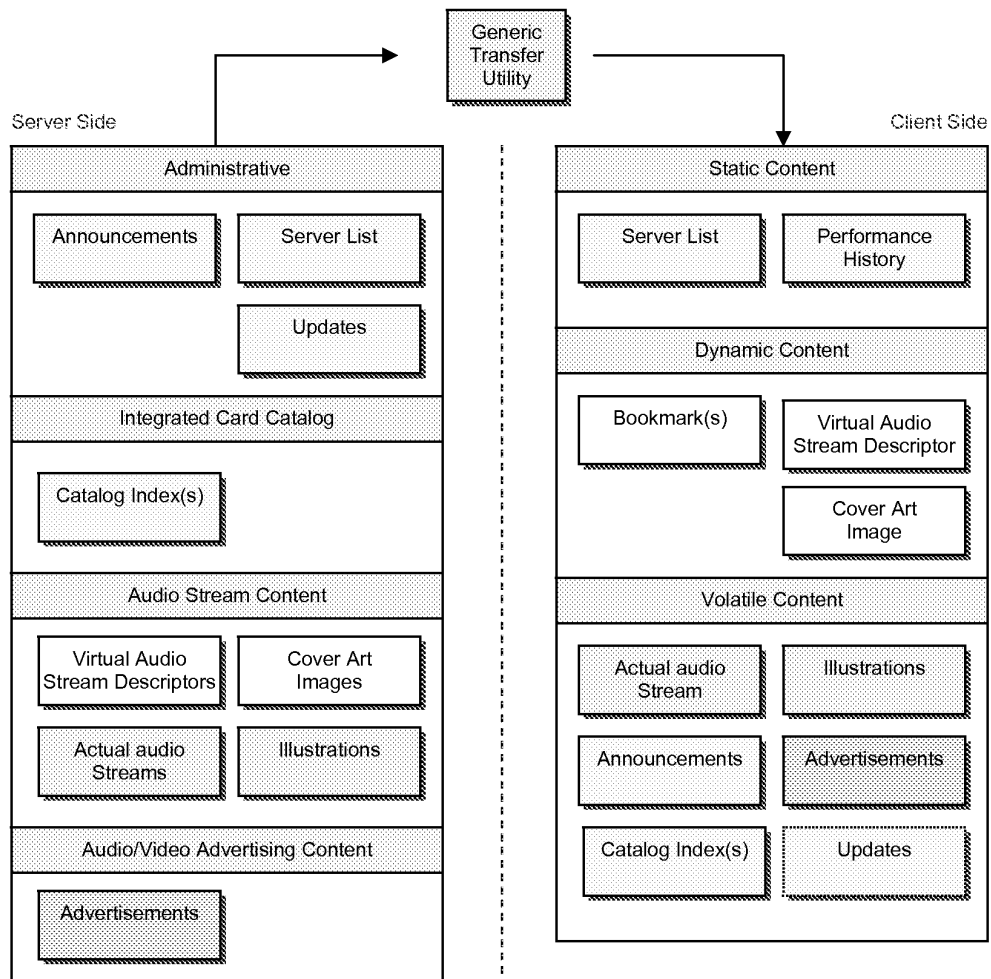 Generic
Transfer
Utility
Server Side
Client Side
Administrative
Announcements
Server List
Updates
Integrated Card Catalog
Catalog Index(s)
Audio Stream Content
Virtual Audio
Stream Descriptors
Cover Art
Images
Actual audio
Streams
Illustrations
Audio/Video Advertising Content
Advertisements
Static Content
Server List
Performance
History
Dynamic Content
Bookmark(s)
Virtual Audio
Stream Descriptor
Cover Art
Image
Volatile Content
Actual audio
Stream
Illustrations
Announcements
Advertisements
Catalog Index(s)
Updates